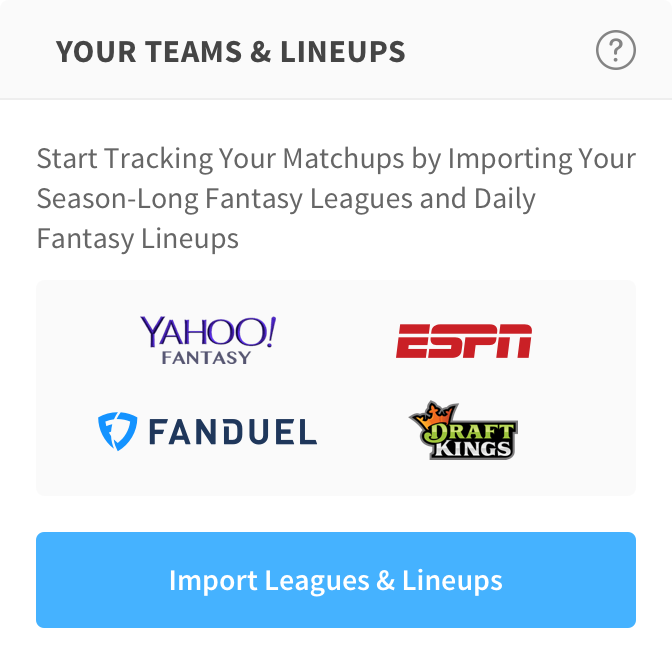 YOUR TEAMS & LINEUPS
?
Start Tracking Your Matchups by Importing Your
Season-Long Fantasy Leagues and Daily
Fantasy Lineups
YAHOO!
FANTASY
ESPN
FANDUEL
DRAFT
KINGS
Import Leagues & Lineups